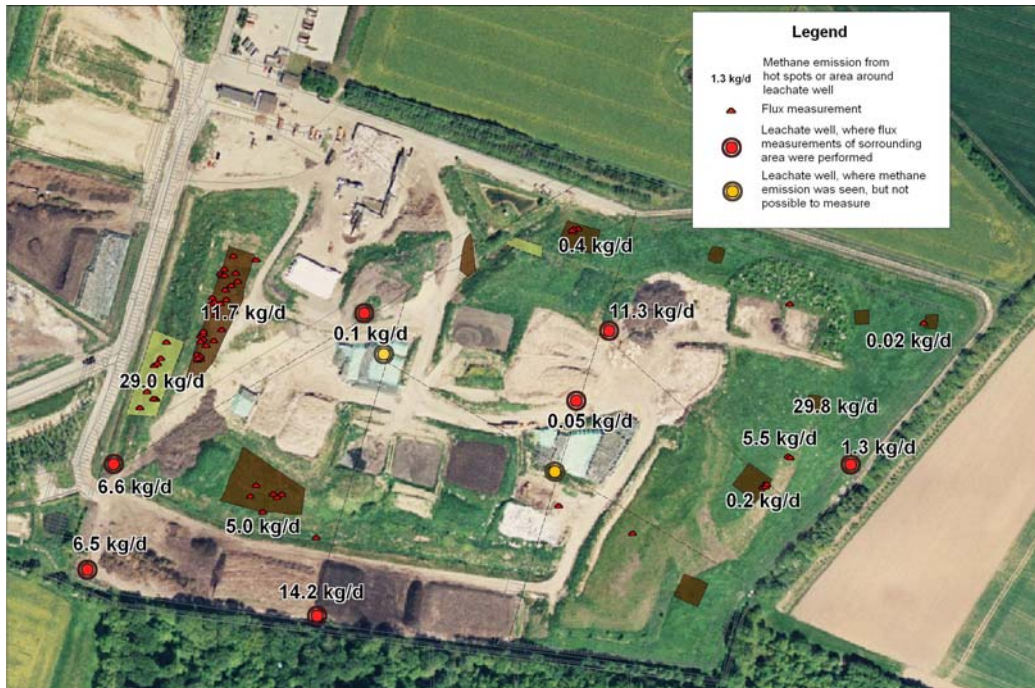 Legend
1.3 kg/d
Methane emission from
hot spots or area around
leachate well
Flux measurement
Leachate well, where flux
measurements of sorrounding
area were performed
Leachate well, where methane
emission was seen, but not
possible to measure
0.4 kg/d
11.7 kg/d
0.1 kg/d
11.3 kg/d
0.02 kg/d
29.0 kg/d
29.8 kg/d
0.05 kg/d
5.5 kg/d
1.3 kg/d
6.6 kg/d
0.2 kg/d
5.0 kg/d
6.5 kg/d
14.2 kg/d